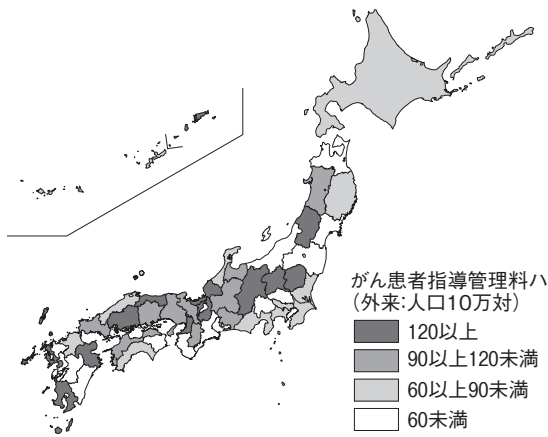 がん患者指導管理料ハ
(外来:人口10万対)
120以上
90以上120未満
60以上90未満
60未満